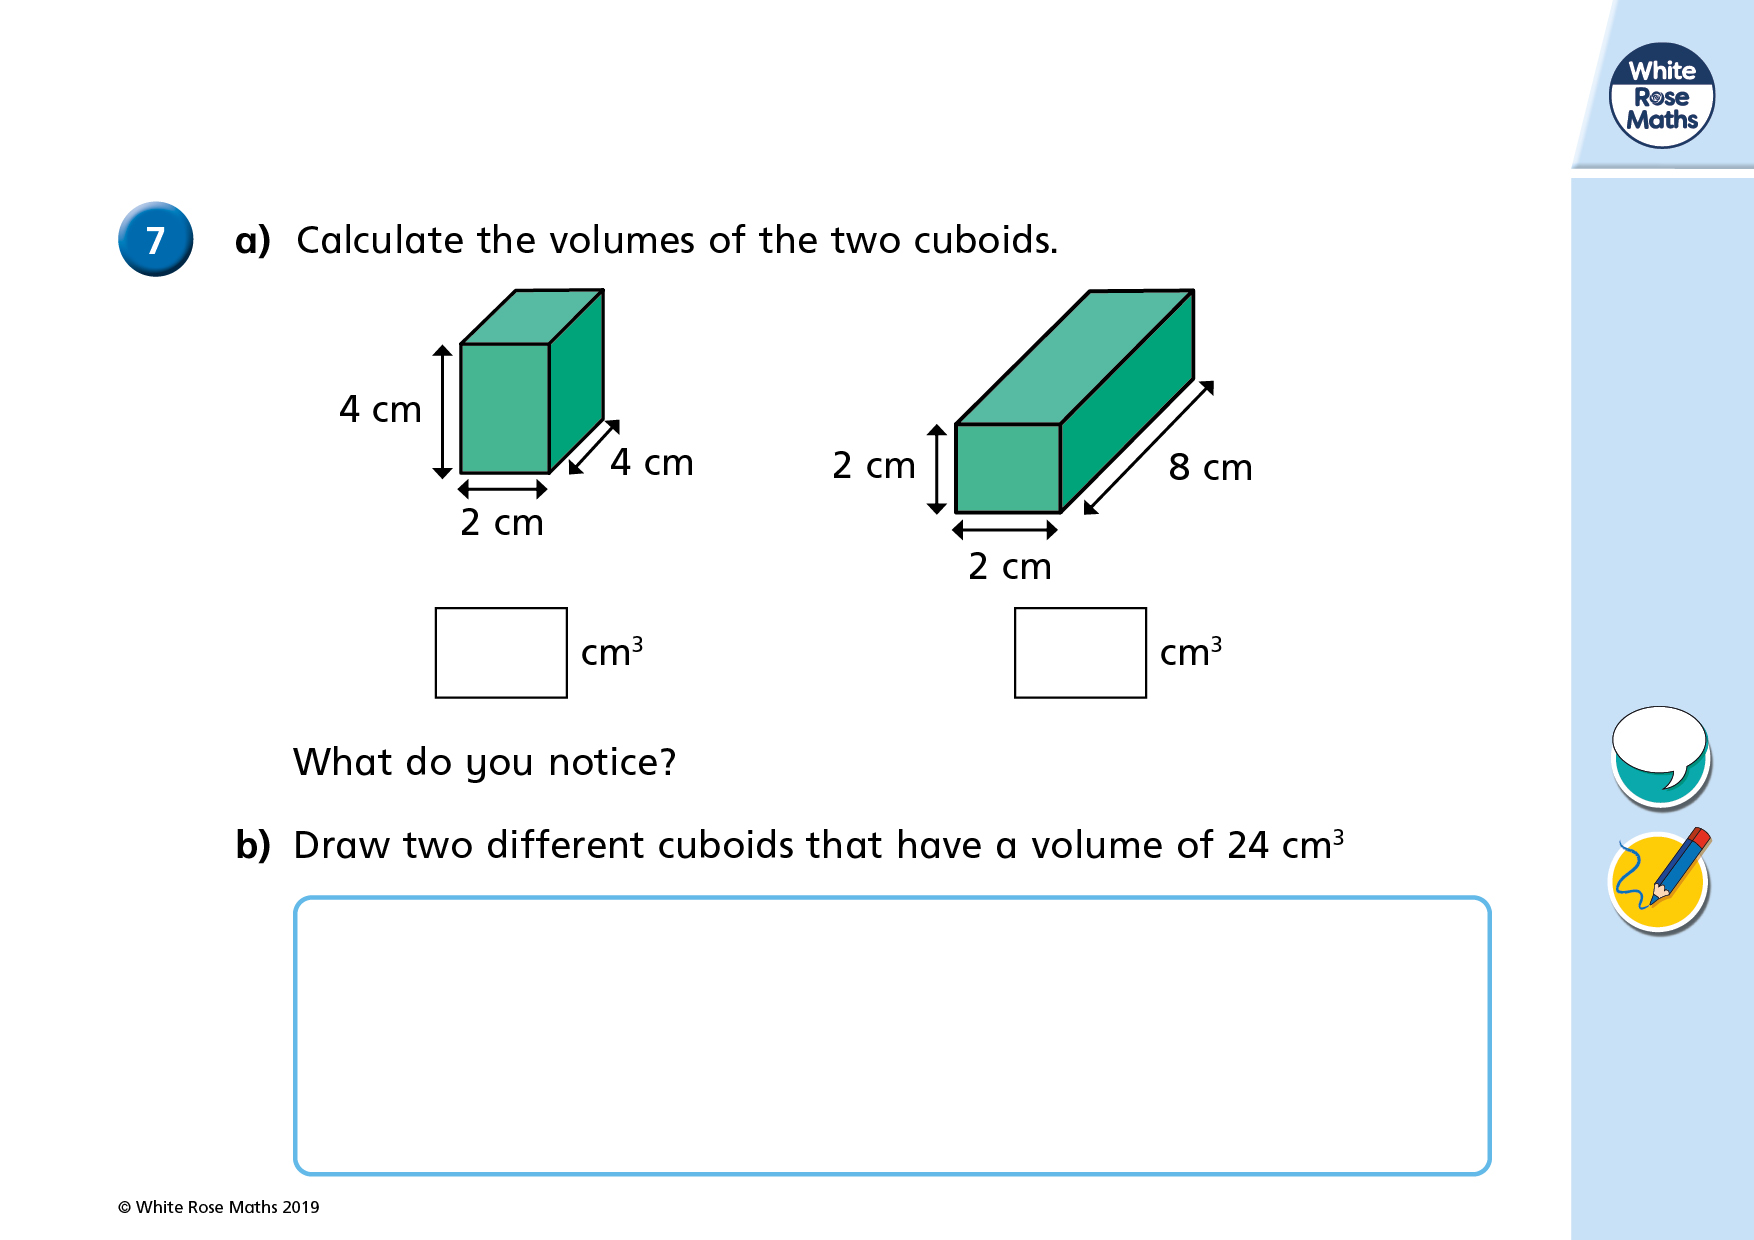 White
Rose
Maths
7 a) Calculate the volumes of the two cuboids.
4 cm
4 cm
2 cm
2 cm
8 cm
2 cm
cm³
cm³
What do you notice?
b) Draw two different cuboids that have a volume of 24 cm³
© White Rose Maths 2019